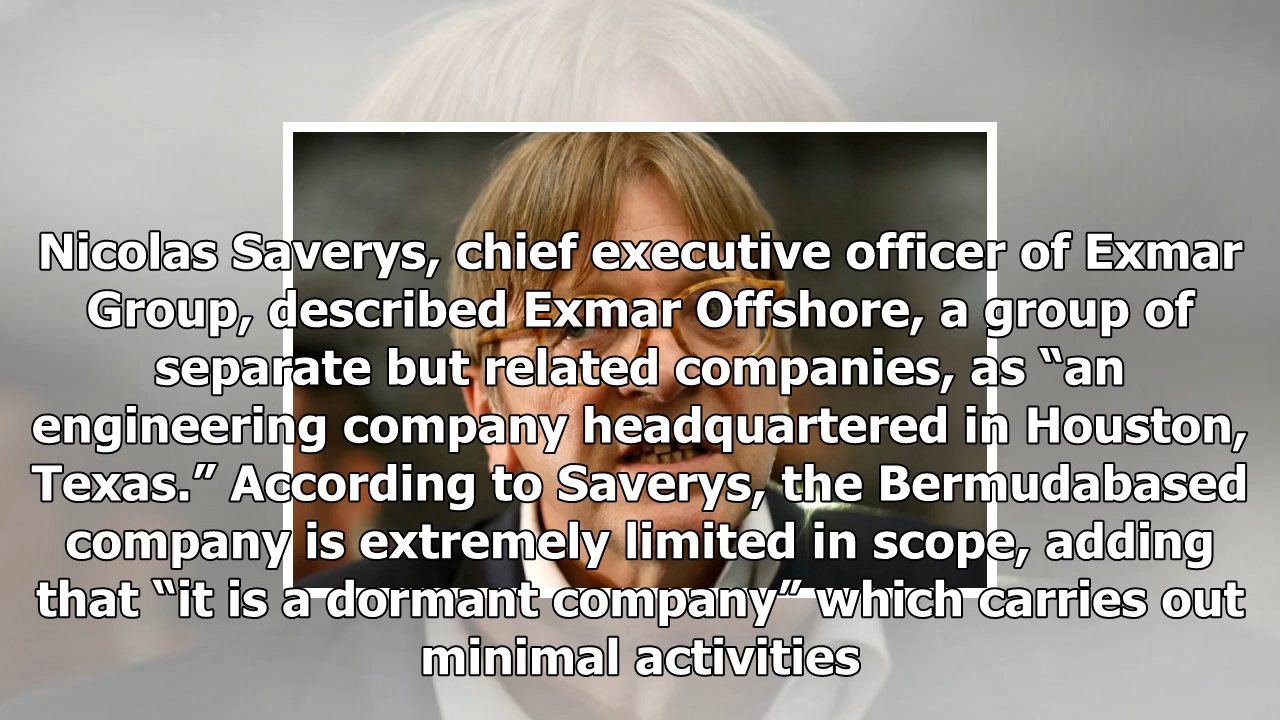 Nicolas Saverys, chief executive officer of Exmar
Group, described Exmar Offshore, a group of
separate but related companies, as “an
engineering company headquartered in Houston,
Texas.” According to Saverys, the Bermudabased
company is extremely limited in scope, adding
that “it is a dormant company” which carries out
minimal activities